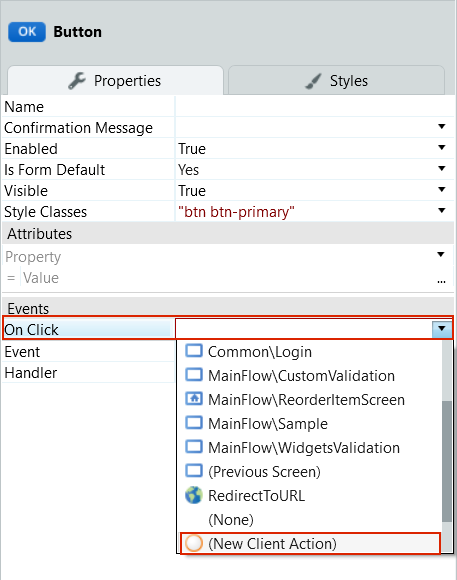 OK Button
Properties Styles
Name
Confirmation Message
Enabled True
Is Form Default Yes
Visible True
Style Classes "btn btn-primary"
Attributes
Property
= Value ...
Events
On Click
Event
Handler
Common\Login
MainFlow\CustomValidation
MainFlow\ReorderItemScreen
MainFlow\Sample
MainFlow\WidgetsValidation
(Previous Screen)
RedirectToURL
(None)
(New Client Action)